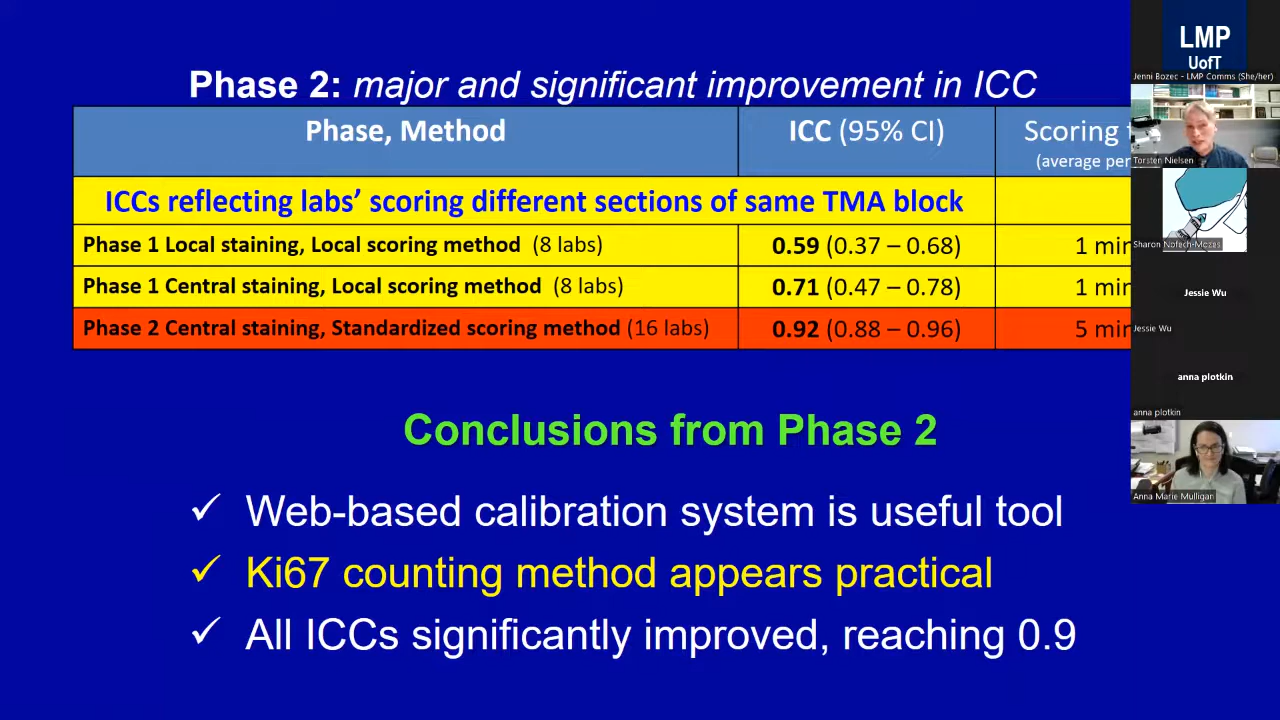 Phase 2: major and significant improvement in ICC
Phase, Method
ICC (95% CI)
Scoring
(average per
ICCs reflecting labs’ scoring different sections of same TMA block
Phase 1 Local staining, Local scoring method (8 labs)
0.59 (0.37 – 0.68)
1 min
Phase 1 Central staining, Local scoring method (8 labs)
0.71 (0.47 – 0.78)
1 min
Phase 2 Central staining, Standardized scoring method (16 labs)
0.92 (0.88 – 0.96)
5 min
Conclusions from Phase 2
✓ Web-based calibration system is useful tool
✓ Ki67 counting method appears practical
✓ All ICCs significantly improved, reaching 0.9
LMP
UofT
Jenni Bozec - LMP Comms (She/her)
Torsten Nielsen
Sharon Nofech-Mozes
Jessie Wu
Jessie Wu
anna plotkin
anna plotkin
Anna Marie Mulligan